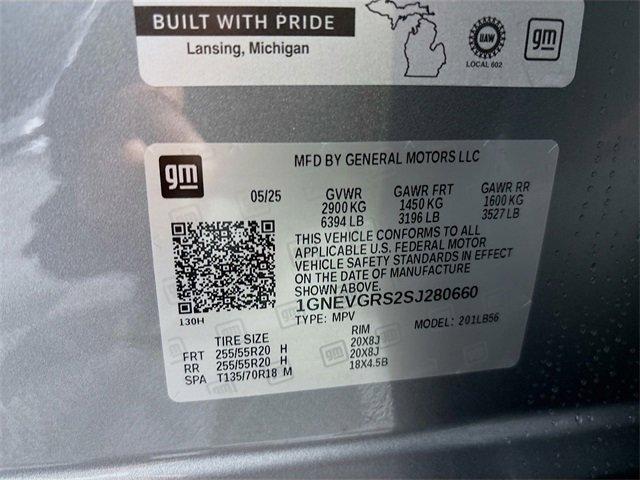 BUILT WITH PRIDE
Lansing, Michigan
UAW
LOCAL 602
gm
gm
MFD BY GENERAL MOTORS LLC
05/25 GVWR GAWR FRT GAWR RR
2900 KG 1450 KG 1600 KG
6394 LB 3196 LB 3527 LB
THIS VEHICLE CONFORMS TO ALL
APPLICABLE U.S. FEDERAL MOTOR
VEHICLE SAFETY STANDARDS IN EFFECT
ON THE DATE OF MANUFACTURE
SHOWN ABOVE.
1GNEVGRS2SJ280660
130H
TYPE: MPV MODEL: 201LB56
TIRE SIZE RIM
FRT 255/55R20 H 20X8J
RR 255/55R20 H 20X8J
SPA T135/70R18 M 18X4.5B